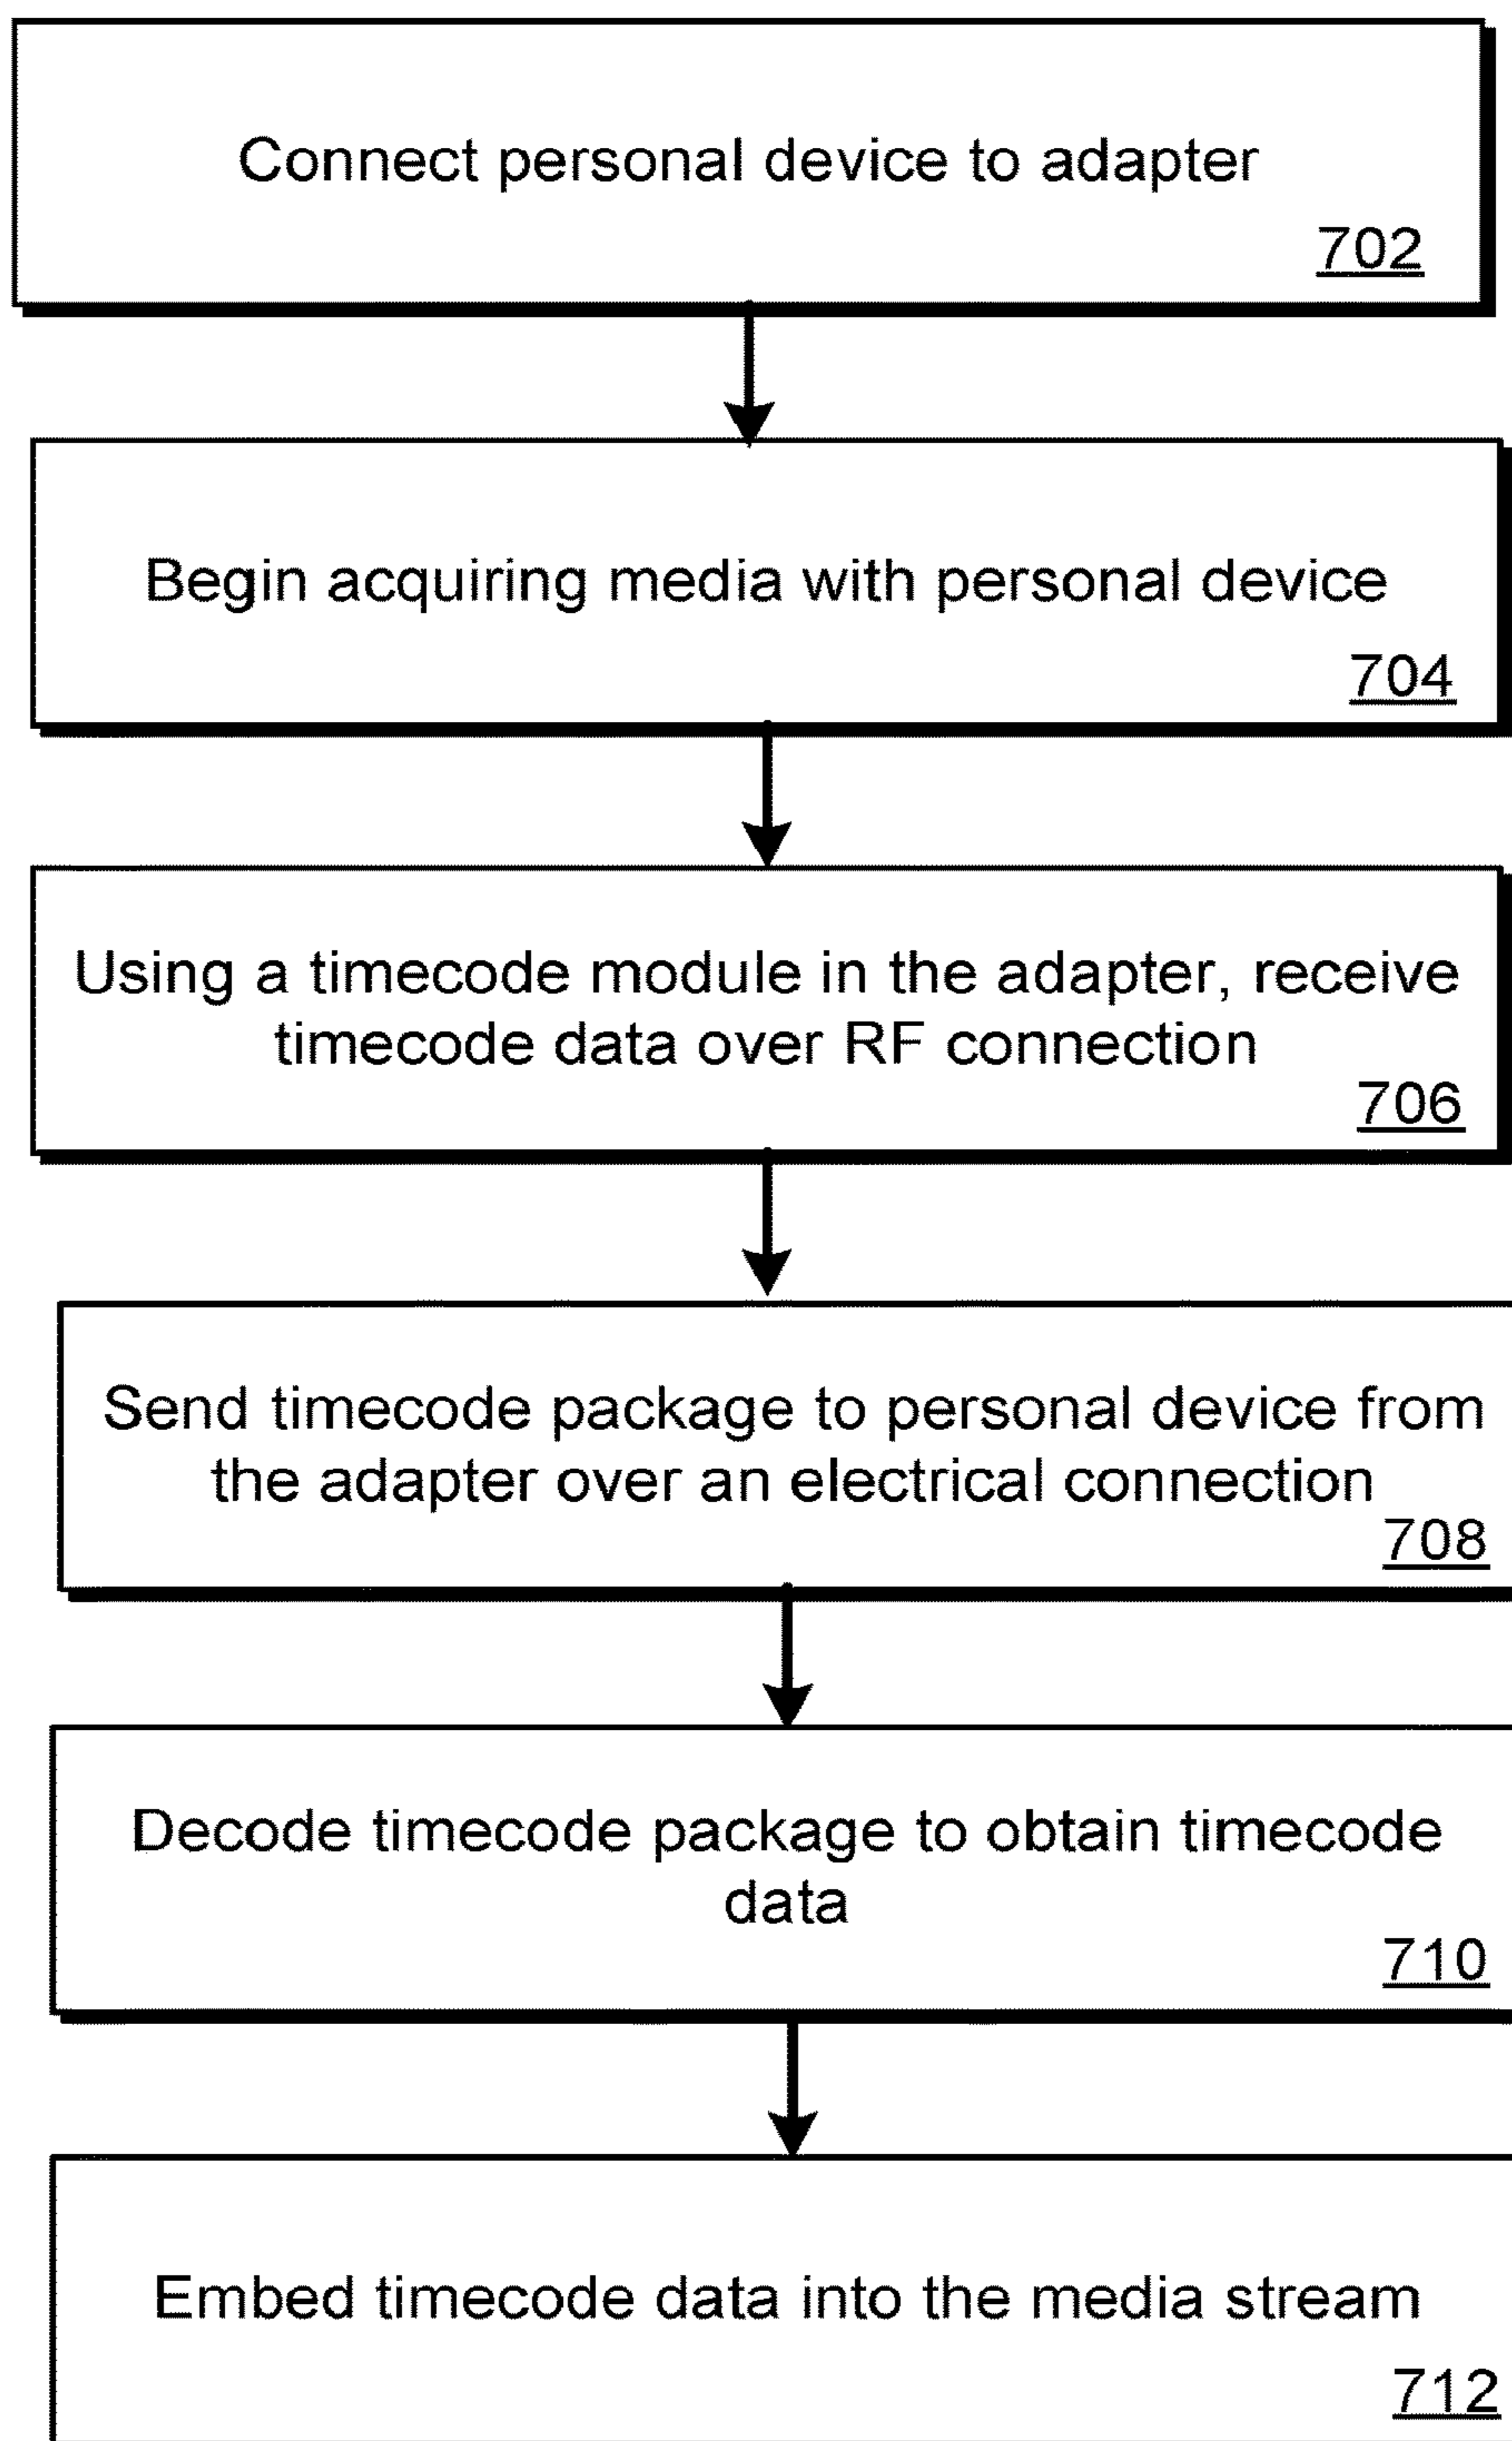 Connect personal device to adapter
702
Begin acquiring media with personal device
704
Using a timecode module in the adapter, receive
timecode data over RF connection
706
Send timecode package to personal device from
the adapter over an electrical connection
708
Decode timecode package to obtain timecode
data
710
Embed timecode data into the media stream
712